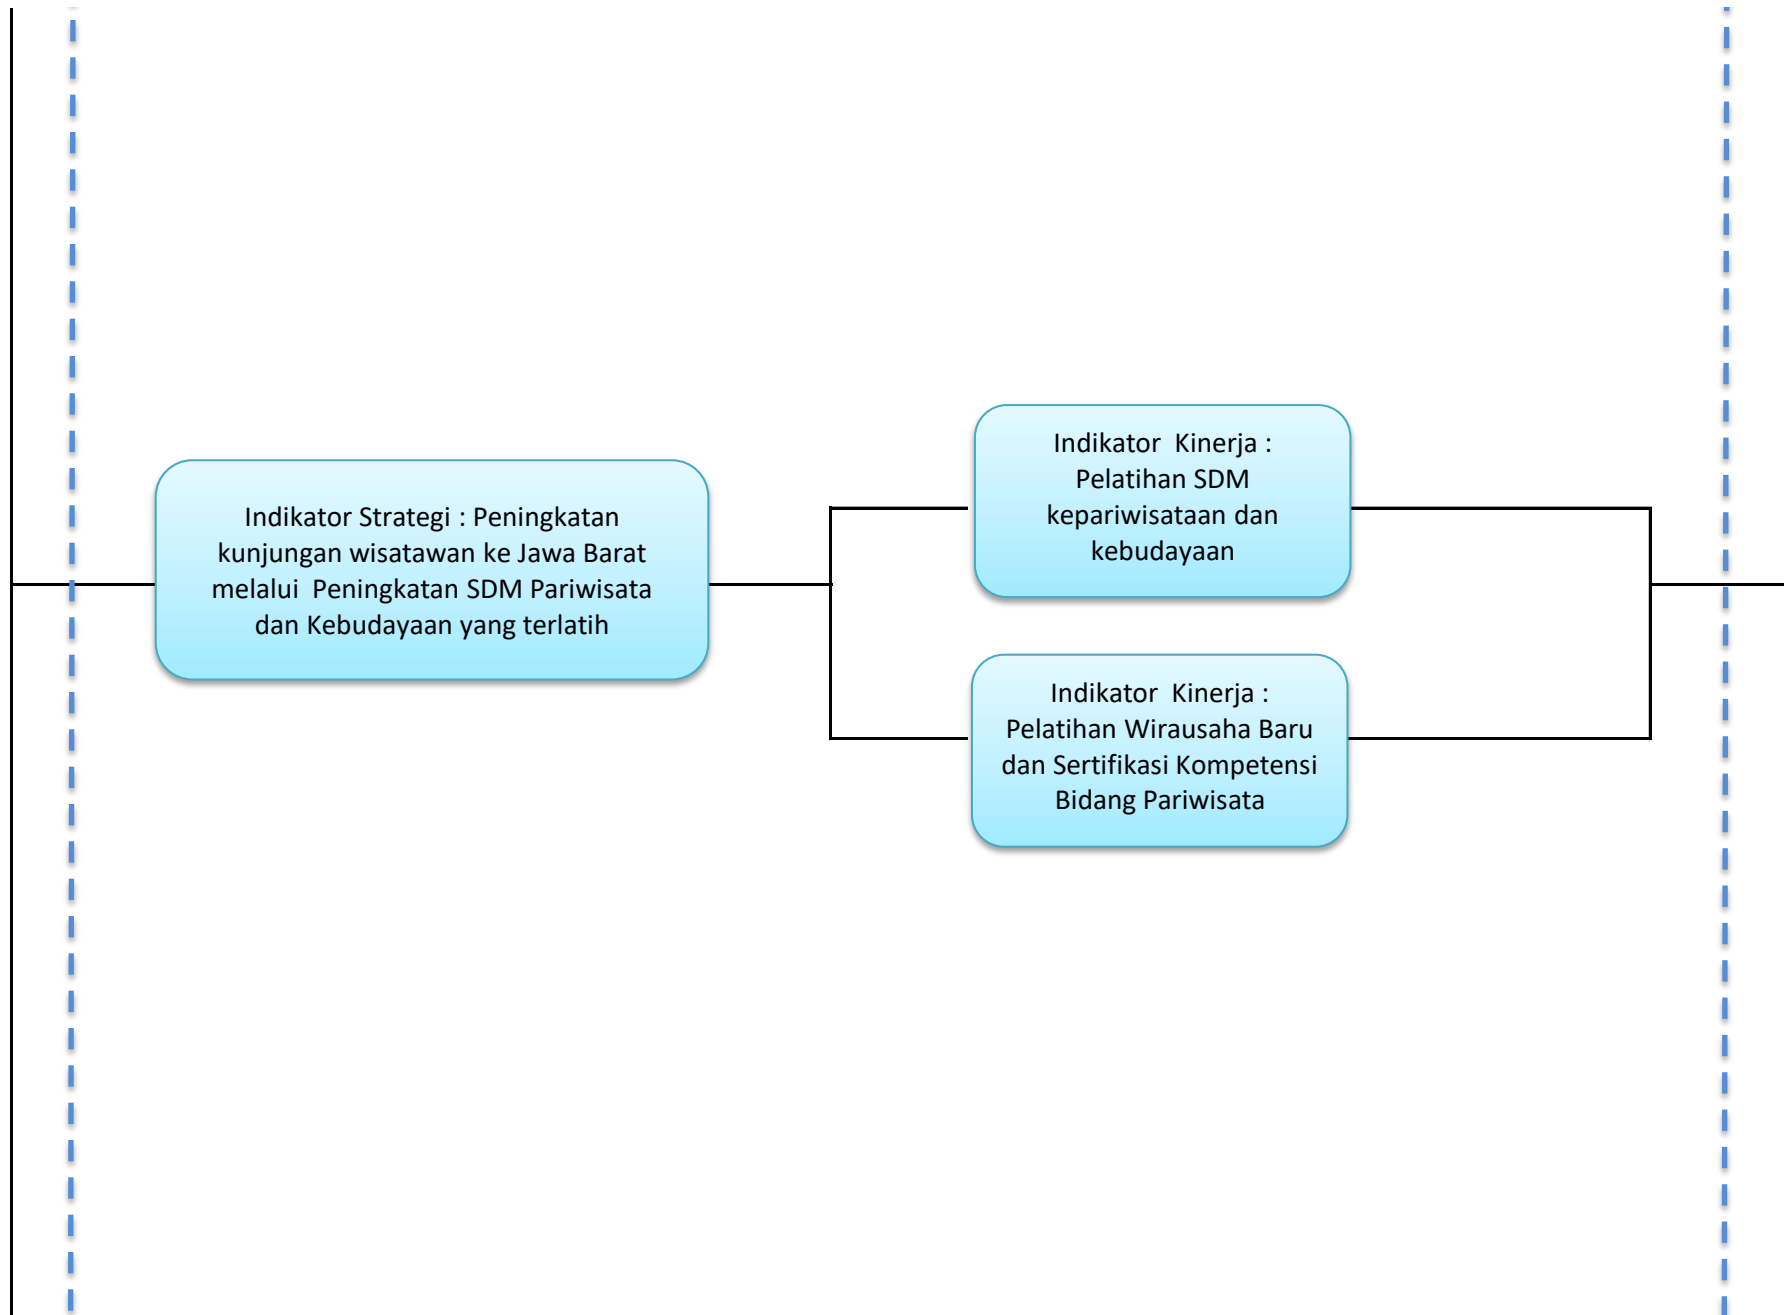 Indikator Strategi : Peningkatan
kunjungan wisatawan ke Jawa Barat
melalui Peningkatan SDM Pariwisata
dan Kebudayaan yang terlatih
Indikator Kinerja :
Pelatihan SDM
kepariwisataan dan
kebudayaan
Indikator Kinerja :
Pelatihan Wirausaha Baru
dan Sertifikasi Kompetensi
Bidang Pariwisata